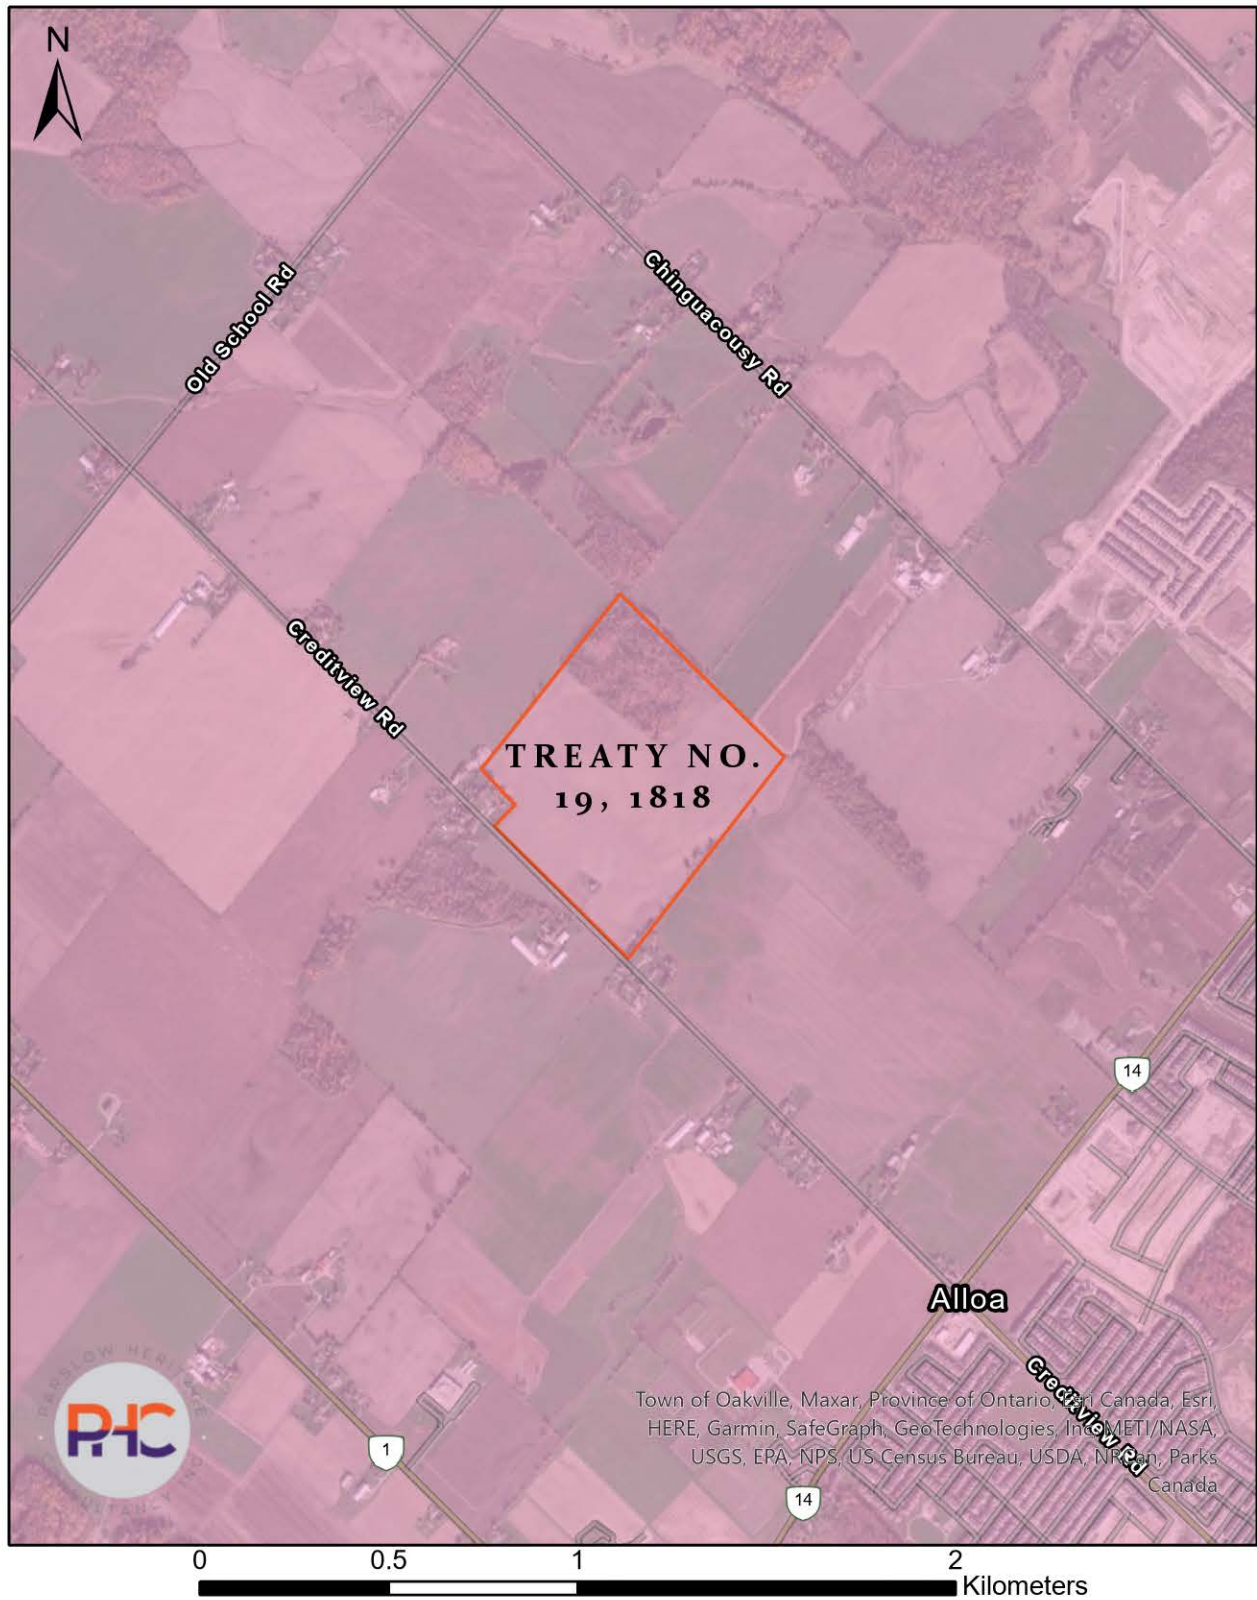 N
Old School Rd
Chinguacousy Rd
Creditview Rd
TREATY NO.
19, 1818
14
Alloa
Creditview Rd
PHC
1
14
Town of Oakville, Maxar, Province of Ontario, Esri Canada, Esri,
HERE, Garmin, SafeGraph, GeoTechnologies, Inc, METI/NASA,
USGS, EPA, NPS, US Census Bureau, USDA, NRCan, Parks
Canada
0 0.5 1 2
Kilometers